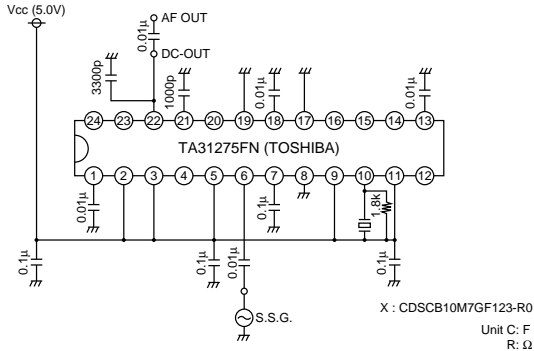 Vcc (5.0V)
AF OUT
0.01μ
DC-OUT
3300p
1000p
0.01μ
0.01μ
24 23 22 21 20 19 18 17 16 15 14 13
TA31275FN (TOSHIBA)
1 2 3 4 5 6 7 8 9 10 11 12
0.01μ
0.1μ
1.8k
0.1μ
0.1μ
0.01μ
0.1μ
S.S.G.
X : CDSCB10M7GF123-R0
Unit C: F
R: Ω